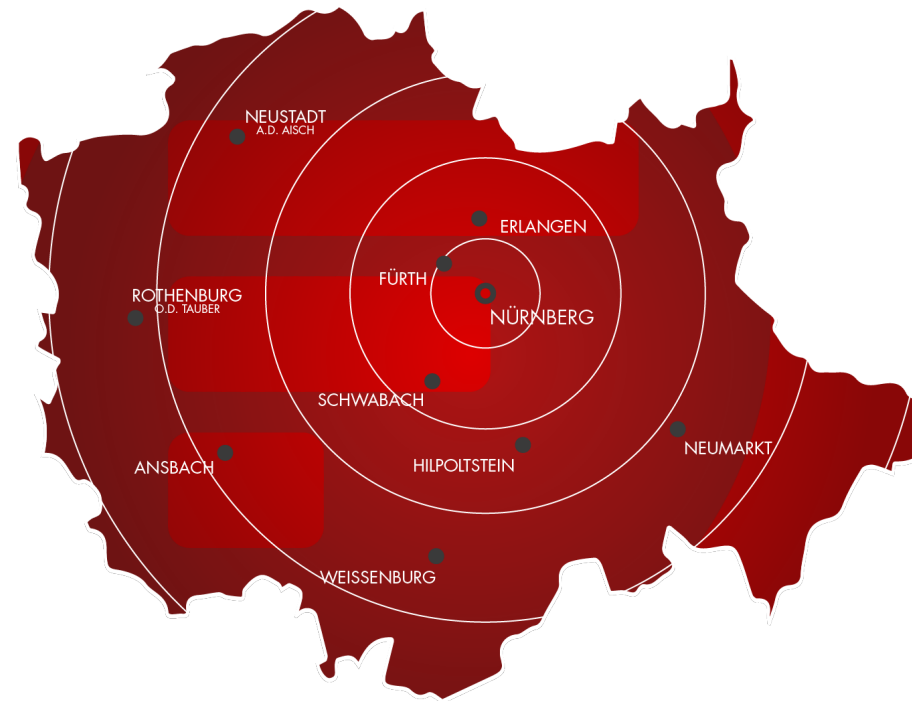 NEUSTADT
A.D. AISCH
ERLANGEN
FÜRTH
ROTHENBURG
O.D. TAUBER
NÜRNBERG
SCHWABACH
NEUMARKT
HILPOLTSTEIN
ANSBACH
WEISSENBURG